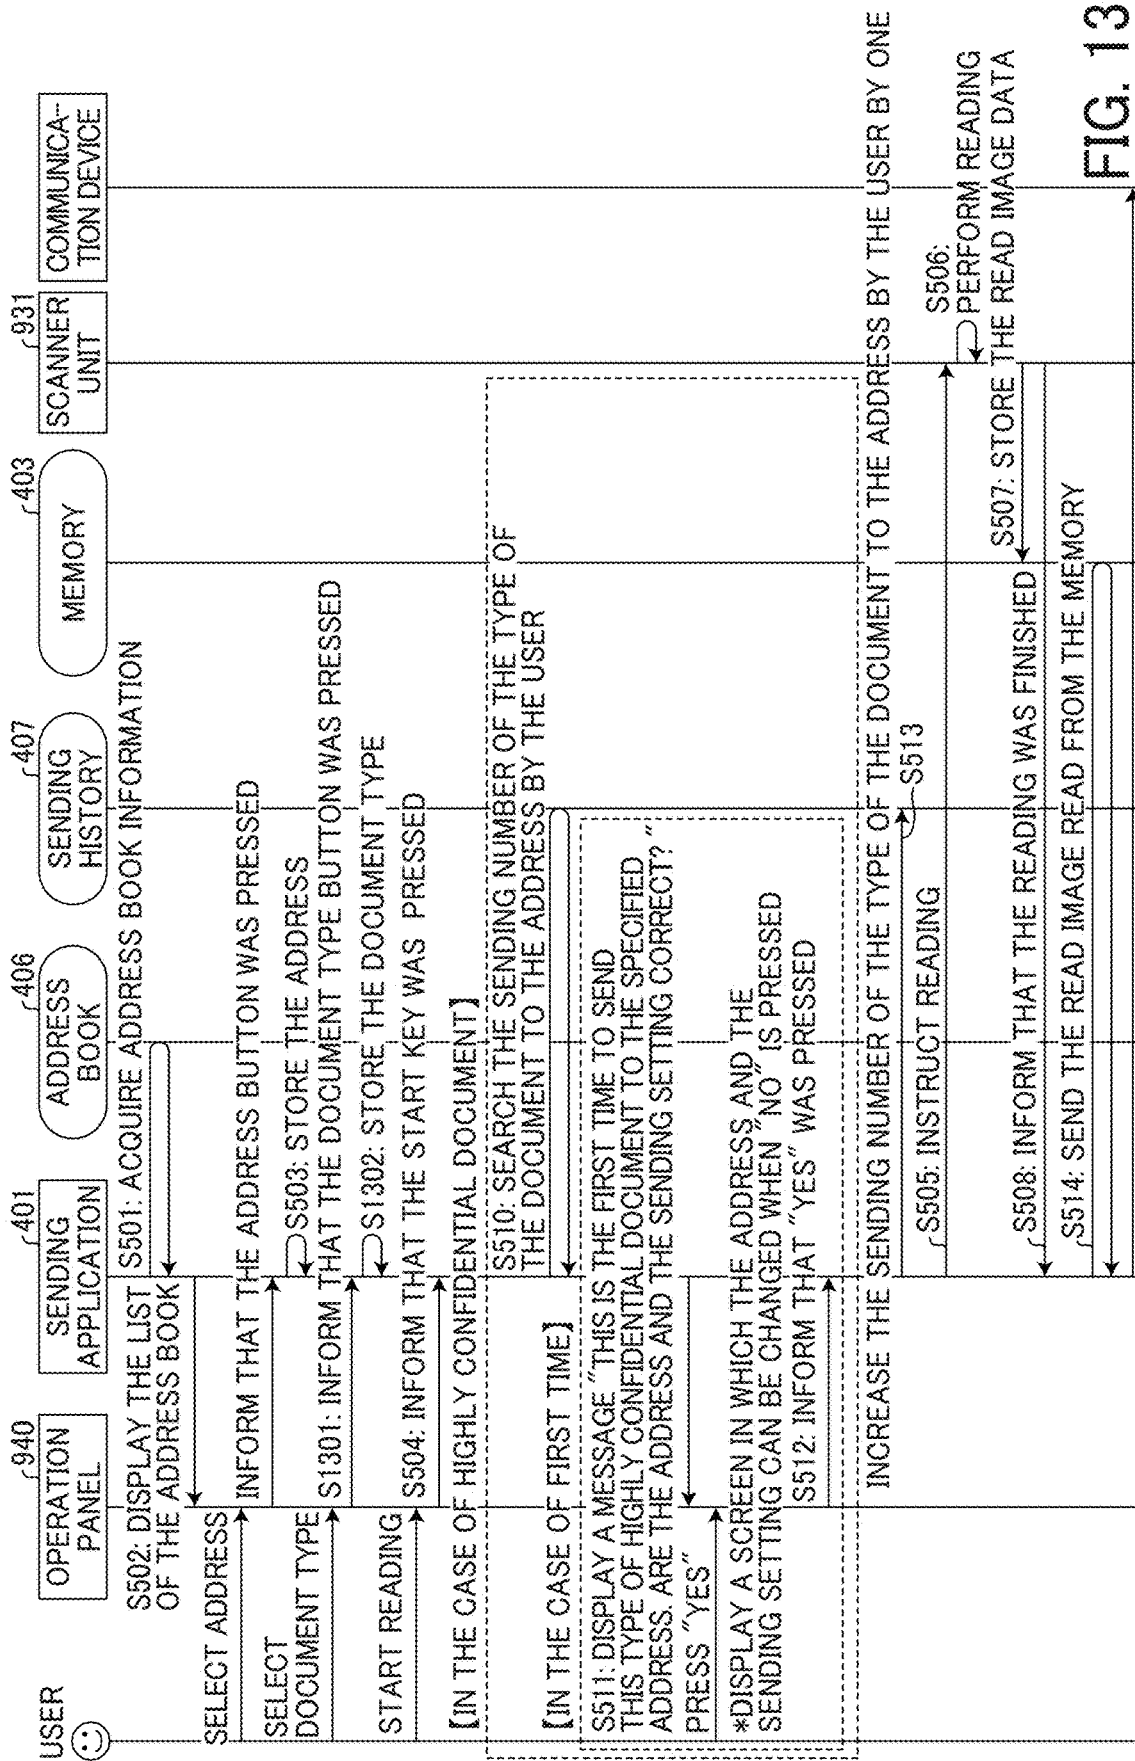 USER
OPERATION
PANEL
940
SENDING
APPLICATION
401
ADDRESS
BOOK
406
SENDING
HISTORY
407
MEMORY
403
SCANNER
UNIT
931
COMMUNICA-
TION DEVICE
S501: ACQUIRE ADDRESS BOOK INFORMATION
S502: DISPLAY THE LIST
OF THE ADDRESS BOOK
SELECT ADDRESS
INFORM THAT THE ADDRESS BUTTON WAS PRESSED
S503: STORE THE ADDRESS
SELECT
DOCUMENT TYPE
S1301: INFORM THAT THE DOCUMENT TYPE BUTTON WAS PRESSED
S1302: STORE THE DOCUMENT TYPE
START READING
S504: INFORM THAT THE START KEY WAS PRESSED
【IN THE CASE OF HIGHLY CONFIDENTIAL DOCUMENT】
S510: SEARCH THE SENDING NUMBER OF THE TYPE OF
THE DOCUMENT TO THE ADDRESS BY THE USER
【IN THE CASE OF FIRST TIME】
S511: DISPLAY A MESSAGE "THIS IS THE FIRST TIME TO SEND
THIS TYPE OF HIGHLY CONFIDENTIAL DOCUMENT TO THE SPECIFIED
ADDRESS. ARE THE ADDRESS AND THE SENDING SETTING CORRECT?"
PRESS "YES"
*DISPLAY A SCREEN IN WHICH THE ADDRESS AND THE
SENDING SETTING CAN BE CHANGED WHEN "NO" IS PRESSED
S512: INFORM THAT "YES" WAS PRESSED
INCREASE THE SENDING NUMBER OF THE TYPE OF THE DOCUMENT TO THE ADDRESS BY THE USER BY ONE
S513
S505: INSTRUCT READING
S506:
PERFORM READING
S507: STORE THE READ IMAGE DATA
S508: INFORM THAT THE READING WAS FINISHED
S514: SEND THE READ IMAGE READ FROM THE MEMORY
FIG. 13